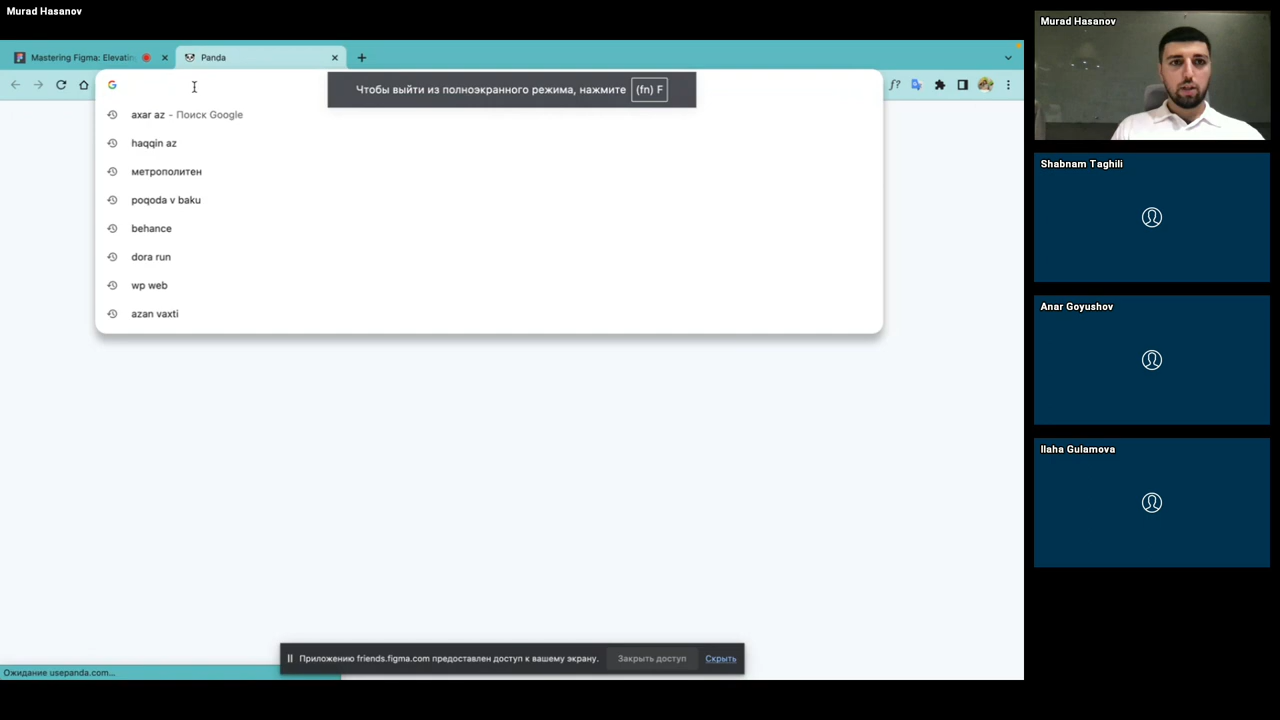 Murad Hasanov
Mastering Figma: Elevatin
Panda
Чтобы выйти из полноэкранного режима, нажмите (fn) F
f?
axar az - Поиск Google
haqqin az
метрополитен
poqoda v baku
behance
dora run
wp web
azan vaxti
Приложению friends.figma.com предоставлен доступ к вашему экрану.
Закрыть доступ
Скрыть
Ожидание usepanda.com...
Murad Hasanov
Shabnam Taghili
Anar Goyushov
Ilaha Gulamova